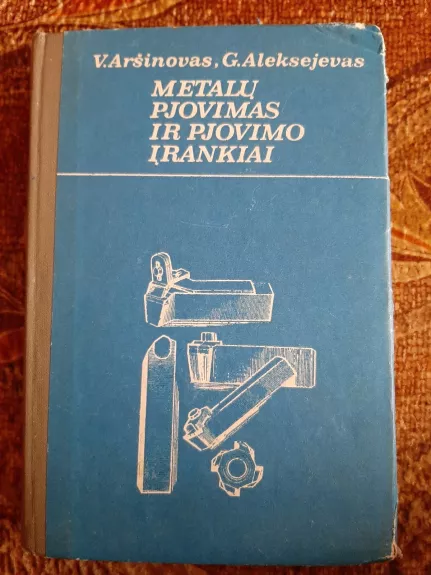 V.Aršinovas, G.Aleksejevas
METALŲ
PJOVIMAS
IR PJOVIMO
ĮRANKIAI